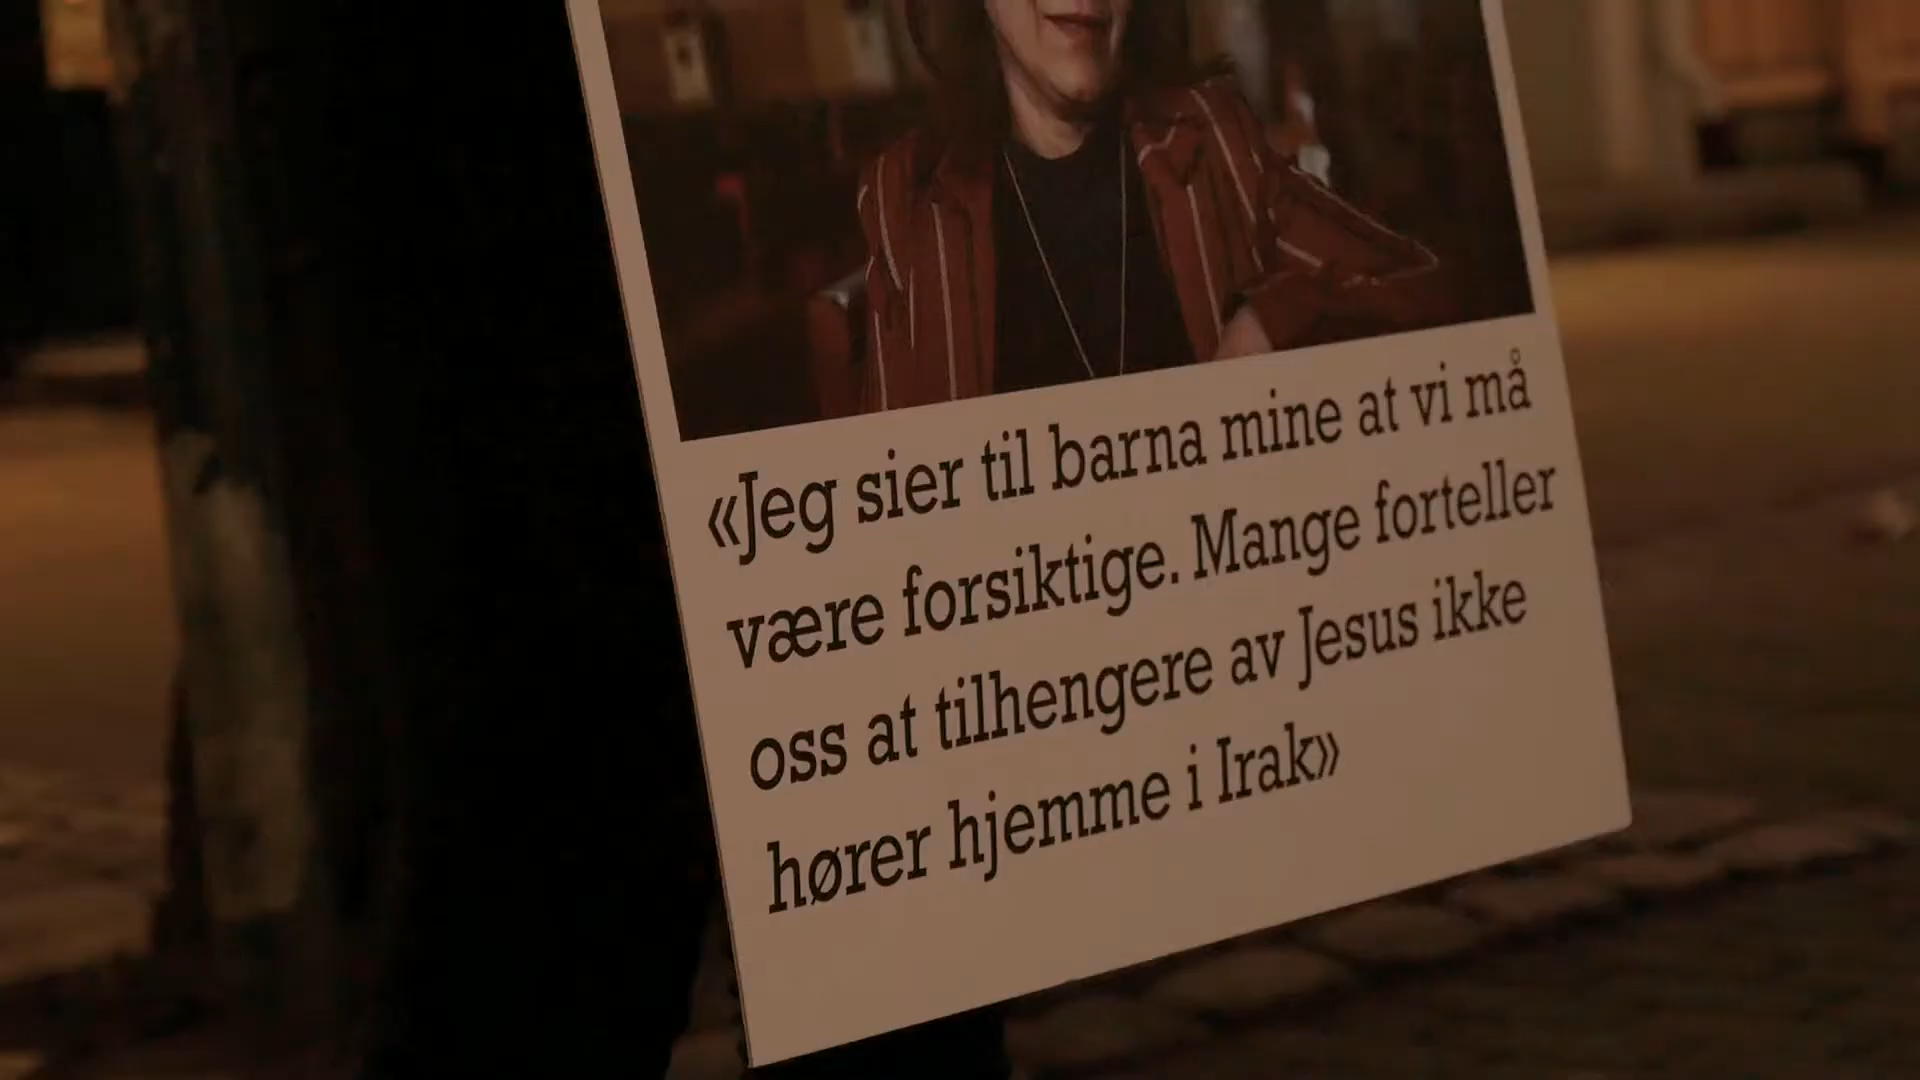 «Jeg sier til barna mine at vi må
være forsiktige. Mange forteller
oss at tilhengere av Jesus ikke
hører hjemme i Irak»